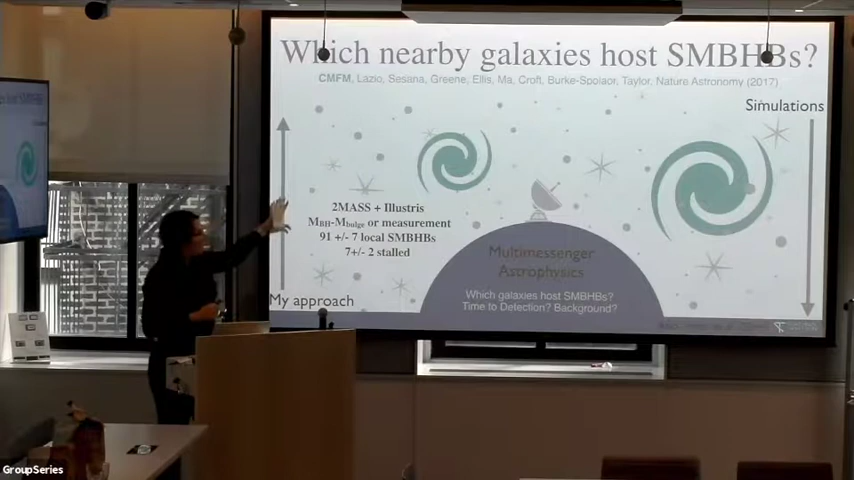 Which nearby galaxies host SMBHBs?
CMFM, Lazio, Sesana, Greene, Ellis, Ma, Croft, Burke-Spolaor, Taylor, Nature Astronomy (2017)
Simulations
2MASS + Illustris
MBH-Mbulge or measurement
91 +/- 7 local SMBHBs
7+/- 2 stalled
Multimessenger
Astrophysics
My approach
Which galaxies host SMBHBs?
Time to Detection? Background?
GroupSeries